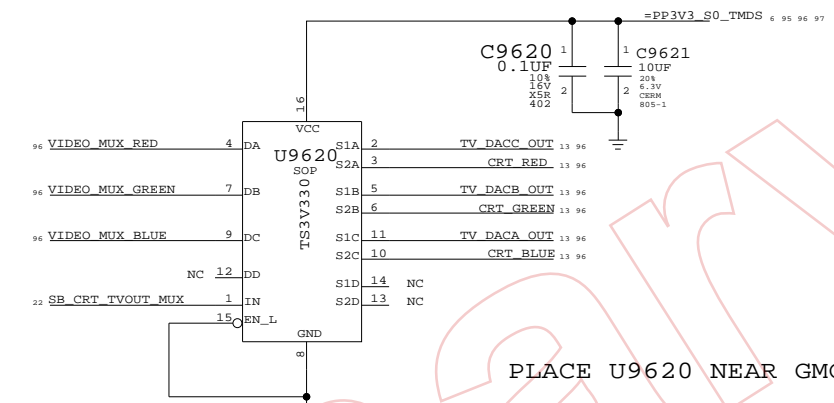 =PP3V3_S0_TMDS 6 95 96 97
C9620 1
0.1UF
10%
16V
X5R
402
2
1 C9621
10UF
20%
6.3V
CERM
805-1
2
16
VCC
96 VIDEO_MUX_RED 4 DA
S1A 2 TV_DACC_OUT 13 96
U9620
SOP
TS3V330
S2A 3 CRT_RED 13 96
96 VIDEO_MUX_GREEN 7 DB
S1B 5 TV_DACB_OUT 13 96
S2B 6 CRT_GREEN 13 96
96 VIDEO_MUX_BLUE 9 DC
S1C 11 TV_DACA_OUT 13 96
S2C 10 CRT_BLUE 13 96
NC 12 DD
S1D 14 NC
22 SB_CRT_TVOUT_MUX 1 IN
S2D 13 NC
15 EN_L
GND
8
PLACE U9620 NEAR